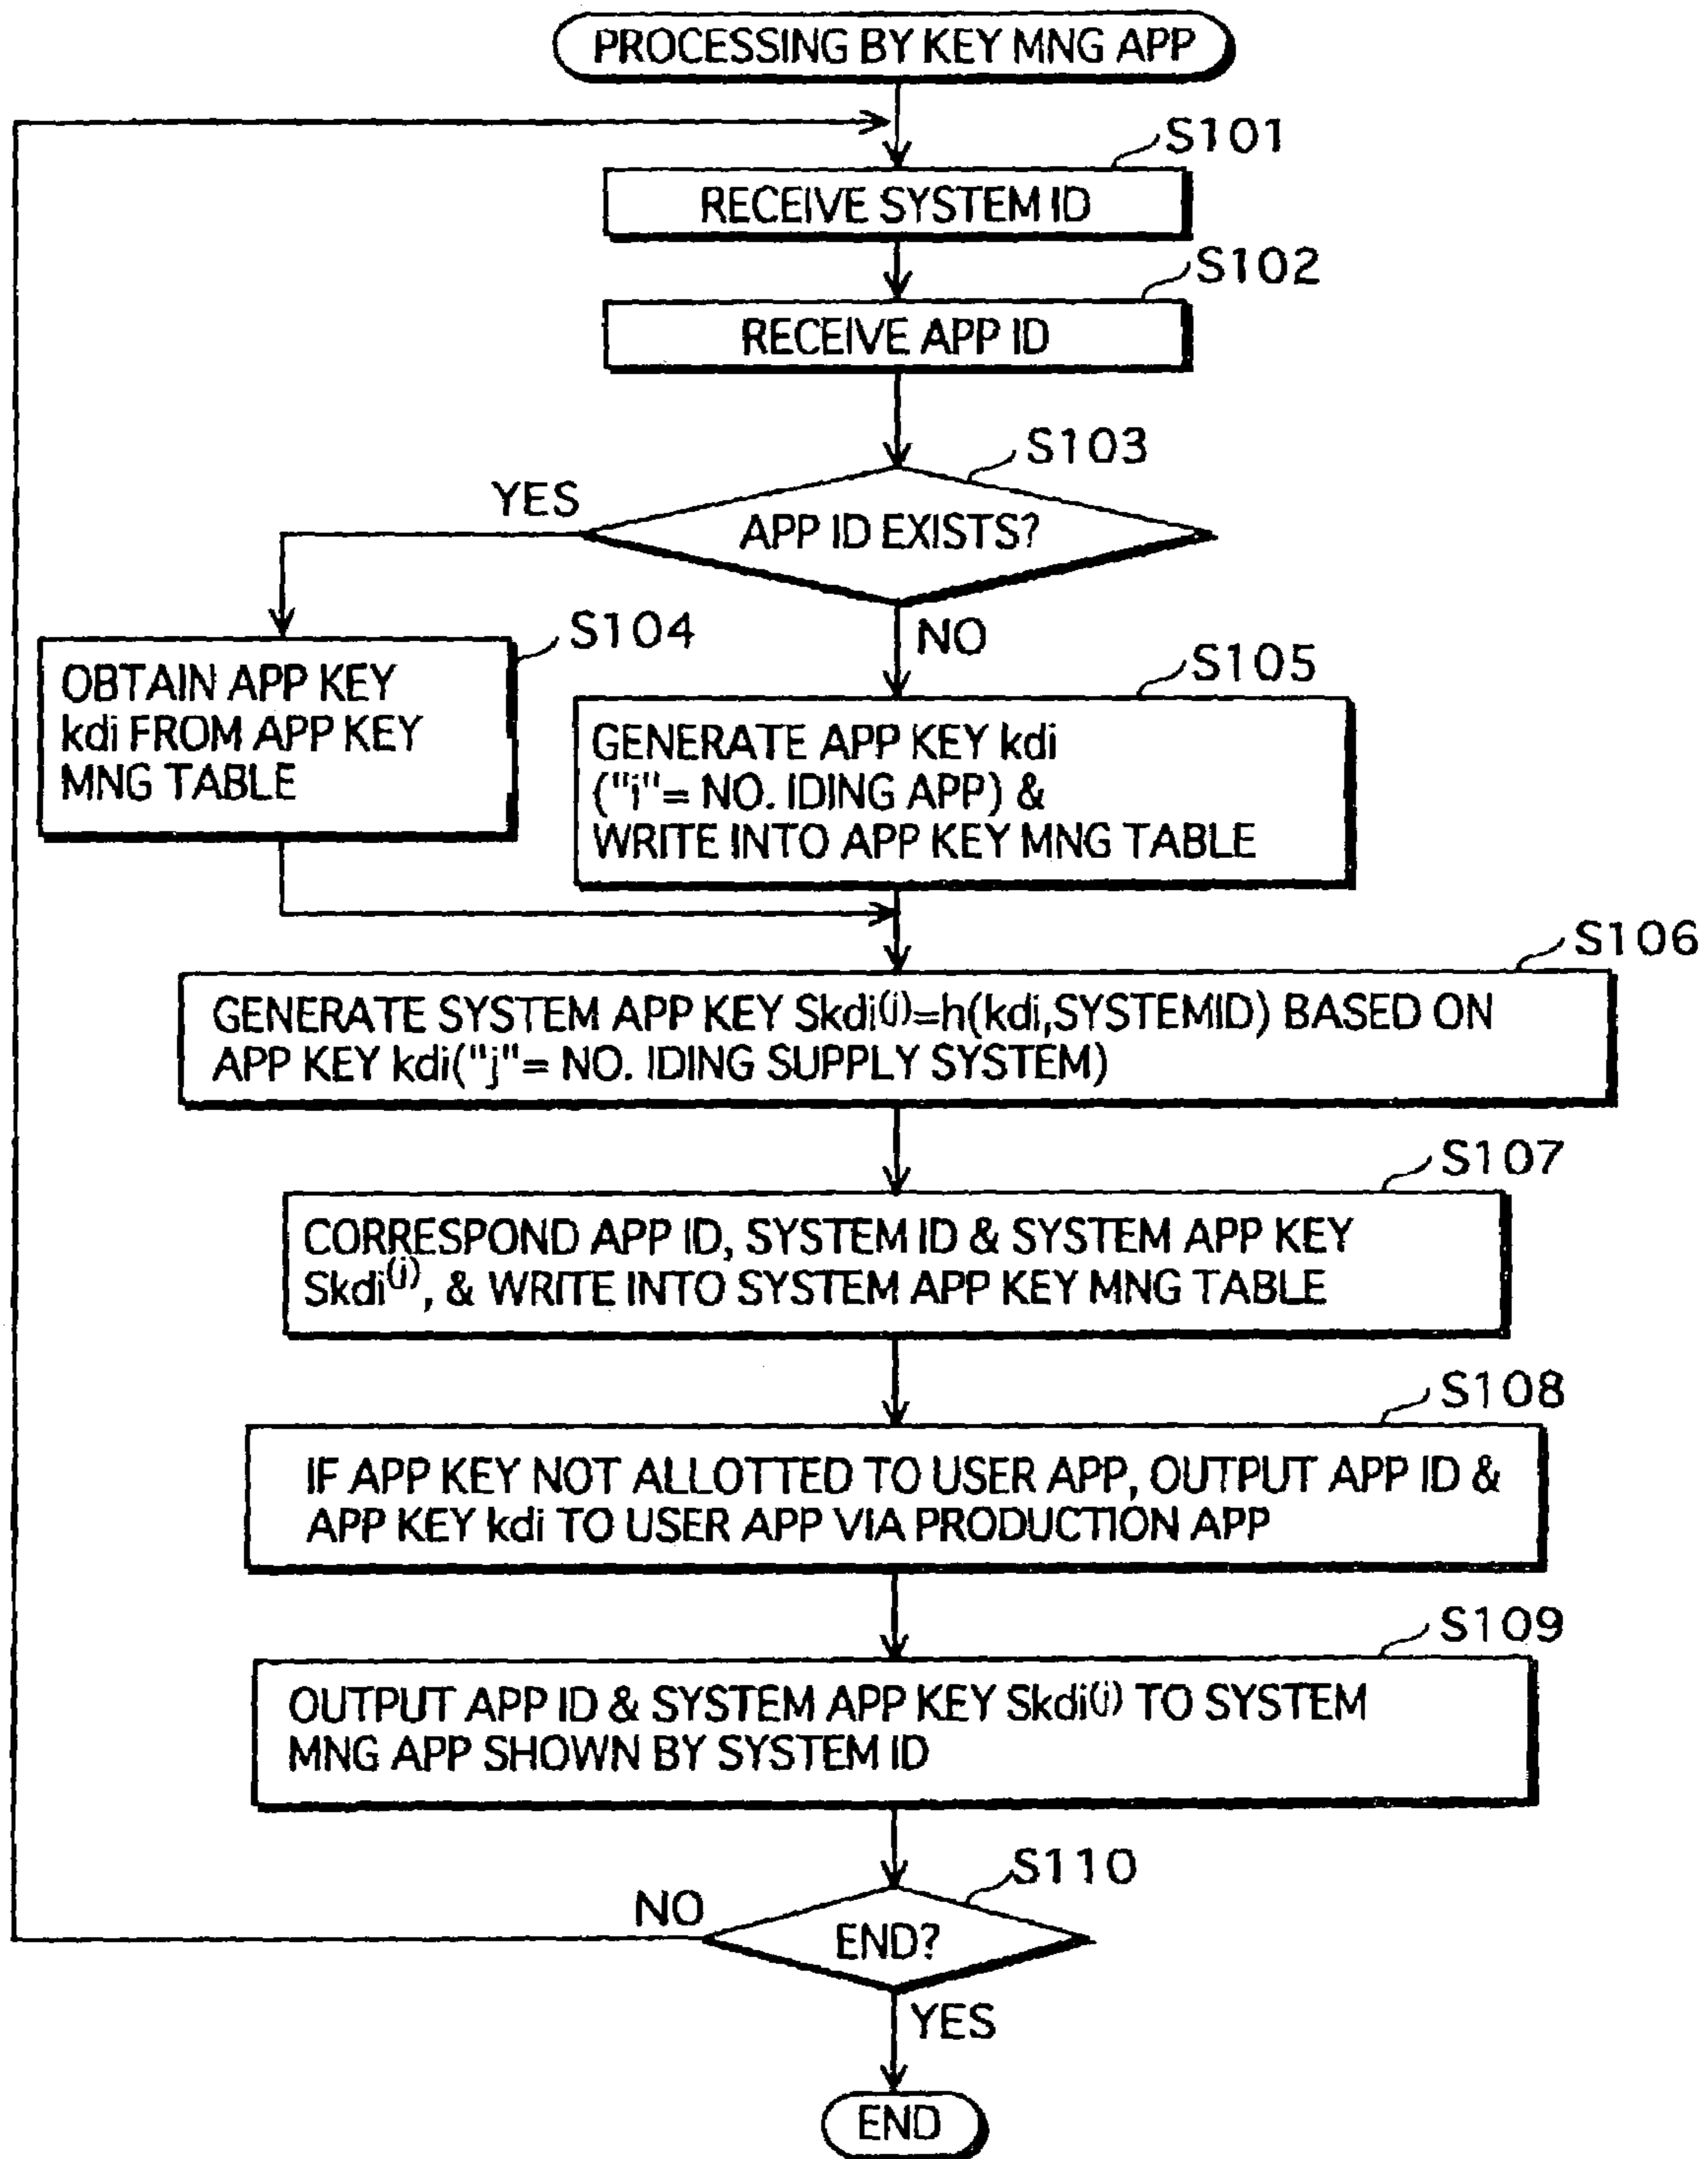 PROCESSING BY KEY MNG APP
S101
RECEIVE SYSTEM ID
S102
RECEIVE APP ID
S103
YES
APP ID EXISTS?
NO
S104
OBTAIN APP KEY
kdi FROM APP KEY
MNG TABLE
S105
GENERATE APP KEY kdi
("i"= NO. IDING APP) &
WRITE INTO APP KEY MNG TABLE
S106
GENERATE SYSTEM APP KEY Skdi(j)=h(kdi,SYSTEMID) BASED ON
APP KEY kdi("j"= NO. IDING SUPPLY SYSTEM)
S107
CORRESPOND APP ID, SYSTEM ID & SYSTEM APP KEY
Skdi(j), & WRITE INTO SYSTEM APP KEY MNG TABLE
S108
IF APP KEY NOT ALLOTTED TO USER APP, OUTPUT APP ID &
APP KEY kdi TO USER APP VIA PRODUCTION APP
S109
OUTPUT APP ID & SYSTEM APP KEY Skdi(j) TO SYSTEM
MNG APP SHOWN BY SYSTEM ID
S110
NO
END?
YES
END